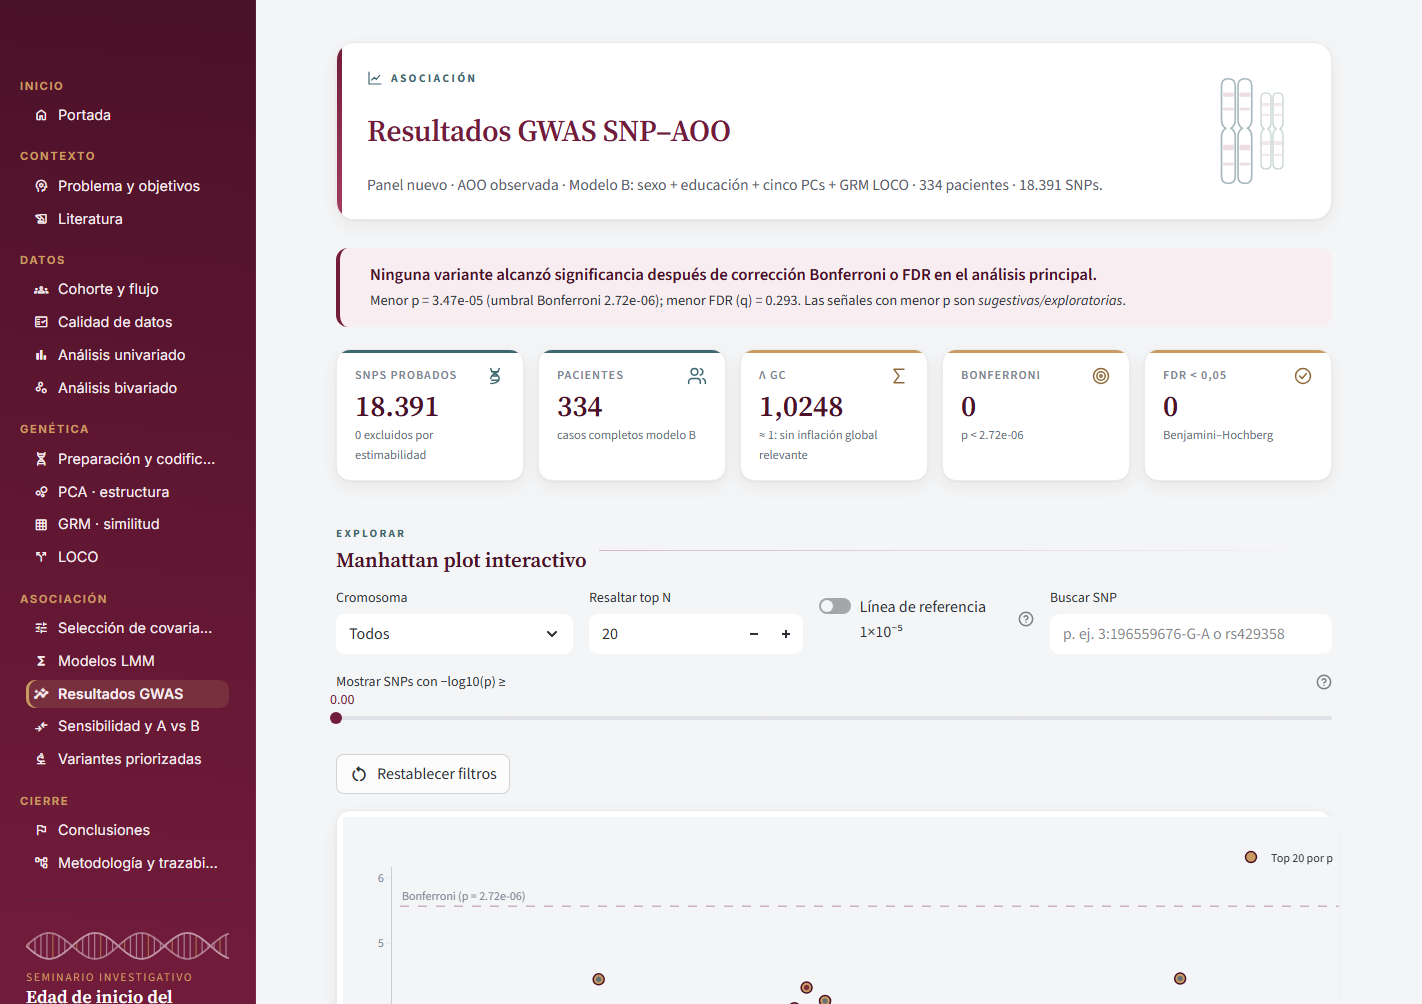 INICIO
Portada
CONTEXTO
Problema y objetivos
Literatura
DATOS
Cohorte y flujo
Calidad de datos
Análisis univariado
Análisis bivariado
GENÉTICA
Preparación y codific...
PCA · estructura
GRM · similitud
LOCO
ASOCIACIÓN
Selección de covaria...
Modelos LMM
Resultados GWAS
Sensibilidad y A vs B
Variantes priorizadas
CIERRE
Conclusiones
Metodología y trazabi...
SEMINARIO INVESTIGATIVO
Edad de inicio del
ASOCIACIÓN
Resultados GWAS SNP–AOO
Panel nuevo · AOO observada · Modelo B: sexo + educación + cinco PCs + GRM LOCO · 334 pacientes · 18.391 SNPs.
Ninguna variante alcanzó significancia después de corrección Bonferroni o FDR en el análisis principal.
Menor p = 3.47e-05 (umbral Bonferroni 2.72e-06); menor FDR (q) = 0.293. Las señales con menor p son sugestivas/exploratorias.
SNPS PROBADOS
18.391
0 excluidos por
estimabilidad
PACIENTES
334
casos completos modelo B
Λ GC
1,0248
≈ 1: sin inflación global
relevante
BONFERRONI
0
p < 2.72e-06
FDR < 0,05
0
Benjamini–Hochberg
EXPLORAR
Manhattan plot interactivo
Cromosoma
Todos
Resaltar top N
20
Línea de referencia
1×10⁻⁵
Buscar SNP
p. ej. 3:196559676-G-A o rs429358
Mostrar SNPs con −log10(p) ≥
0.00
Restablecer filtros
Top 20 por p
6
Bonferroni (p = 2.72e-06)
5